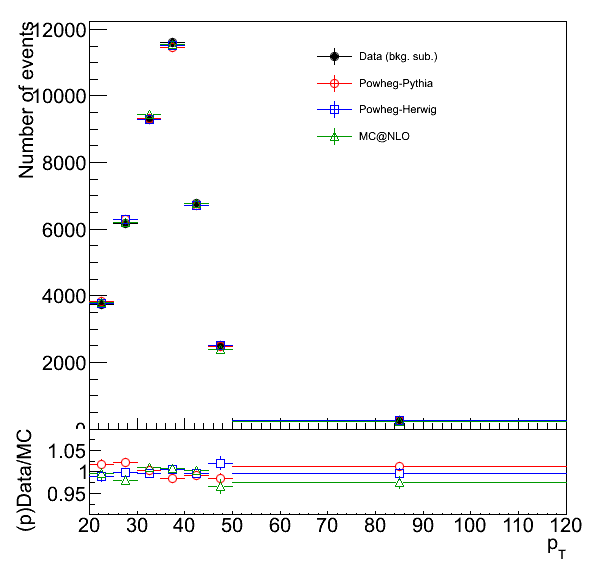 Number of events
12000
10000
8000
6000
4000
2000
0
Data (bkg. sub.)
Powheg-Pythia
Powheg-Herwig
MC@NLO
(p)Data/MC
1.05
1
0.95
20 30 40 50 60 70 80 90 100 110 120
p_T